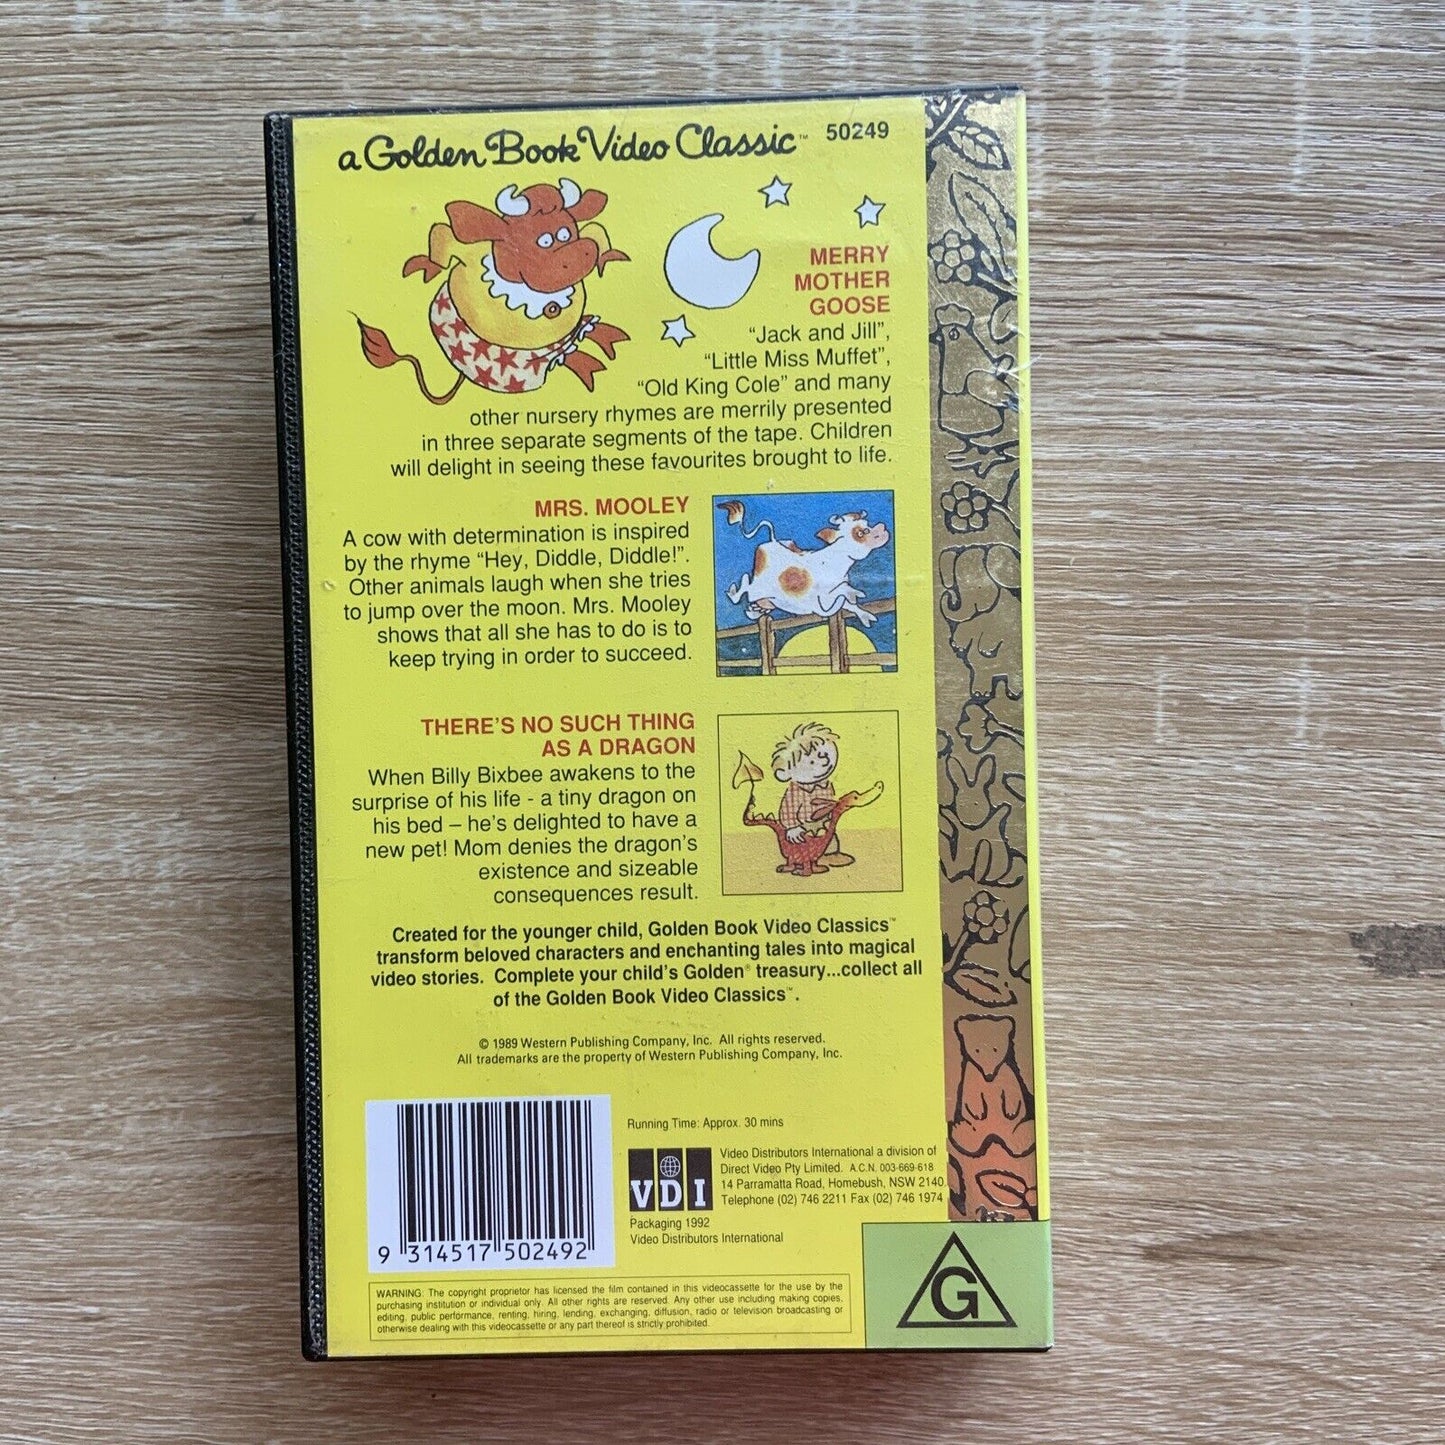 a Golden Book Video Classic™ 50249
MERRY
MOTHER
GOOSE
“Jack and Jill”,
“Little Miss Muffet”,
“Old King Cole” and many
other nursery rhymes are merrily presented
in three separate segments of the tape. Children
will delight in seeing these favourites brought to life.
MRS. MOOLEY
A cow with determination is inspired
by the rhyme “Hey, Diddle, Diddle!”.
Other animals laugh when she tries
to jump over the moon. Mrs. Mooley
shows that all she has to do is to
keep trying in order to succeed.
THERE’S NO SUCH THING
AS A DRAGON
When Billy Bixbee awakens to the
surprise of his life - a tiny dragon on
his bed – he’s delighted to have a
new pet! Mom denies the dragon’s
existence and sizeable
consequences result.
Created for the younger child, Golden Book Video Classics™
transform beloved characters and enchanting tales into magical
video stories. Complete your child’s Golden® treasury...collect all
of the Golden Book Video Classics™.
© 1989 Western Publishing Company, Inc. All rights reserved.
All trademarks are the property of Western Publishing Company, Inc.
9 314517 502492
Running Time: Approx. 30 mins
VDI
Video Distributors International a division of
Direct Video Pty Limited. A.C.N. 003-669-618
14 Parramatta Road, Homebush, NSW 2140.
Telephone (02) 746 2211 Fax (02) 746 1974
Packaging 1992
Video Distributors International
WARNING: The copyright proprietor has licensed the film contained in this videocassette for the use by the
purchasing institution or individual only. All other rights are reserved. Any other use including making copies,
editing, public performance, renting, hiring, lending, exchanging, diffusion, radio or television broadcasting or
otherwise dealing with this videocassette or any part thereof is strictly prohibited.
G